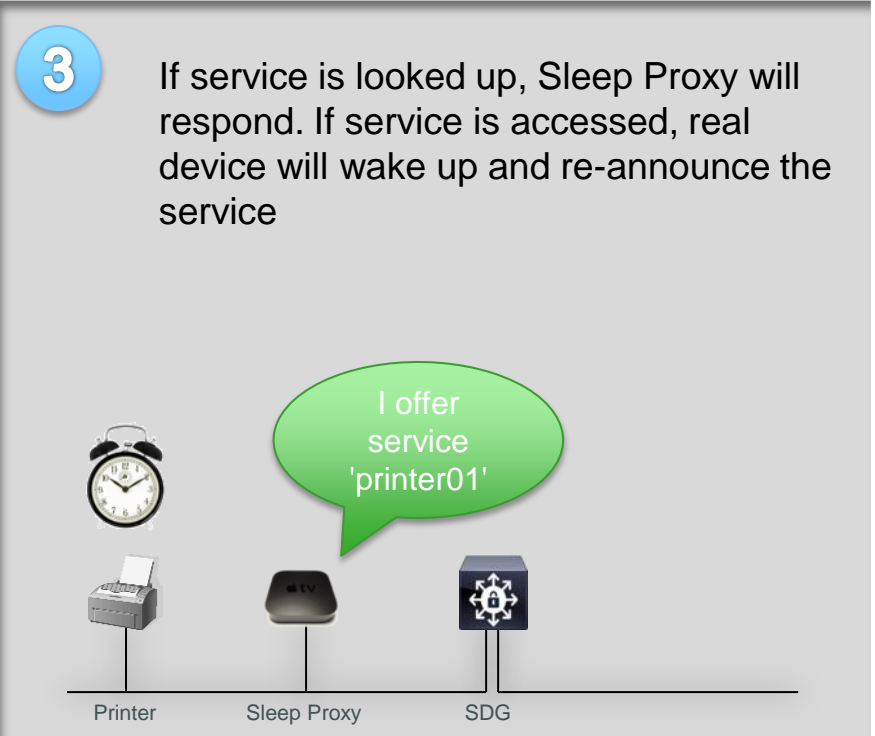 3
If service is looked up, Sleep Proxy will
respond. If service is accessed, real
device will wake up and re-announce the
service
I offer
service
'printer01'
tv
Printer
Sleep Proxy
SDG